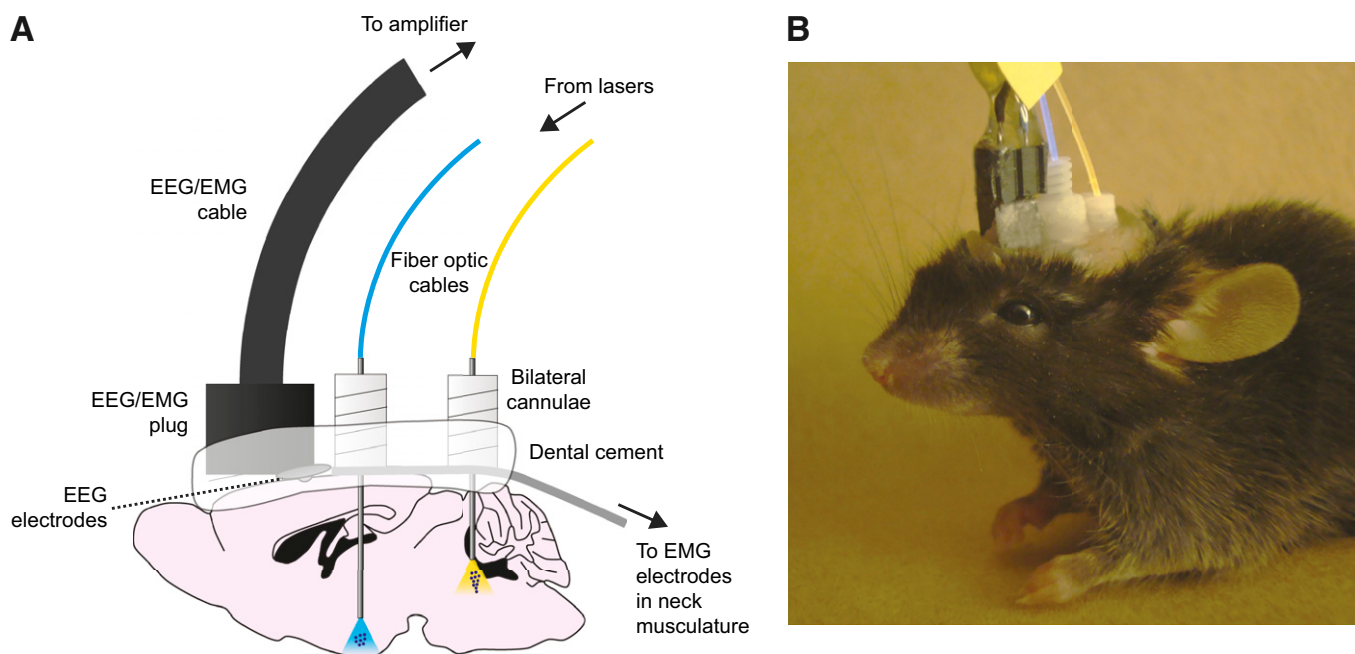 A
To amplifier
From lasers
EEG/EMG
cable
Fiber optic
cables
EEG/EMG
plug
Bilateral
cannulae
Dental cement
EEG
electrodes
To EMG
electrodes
in neck
musculature
B